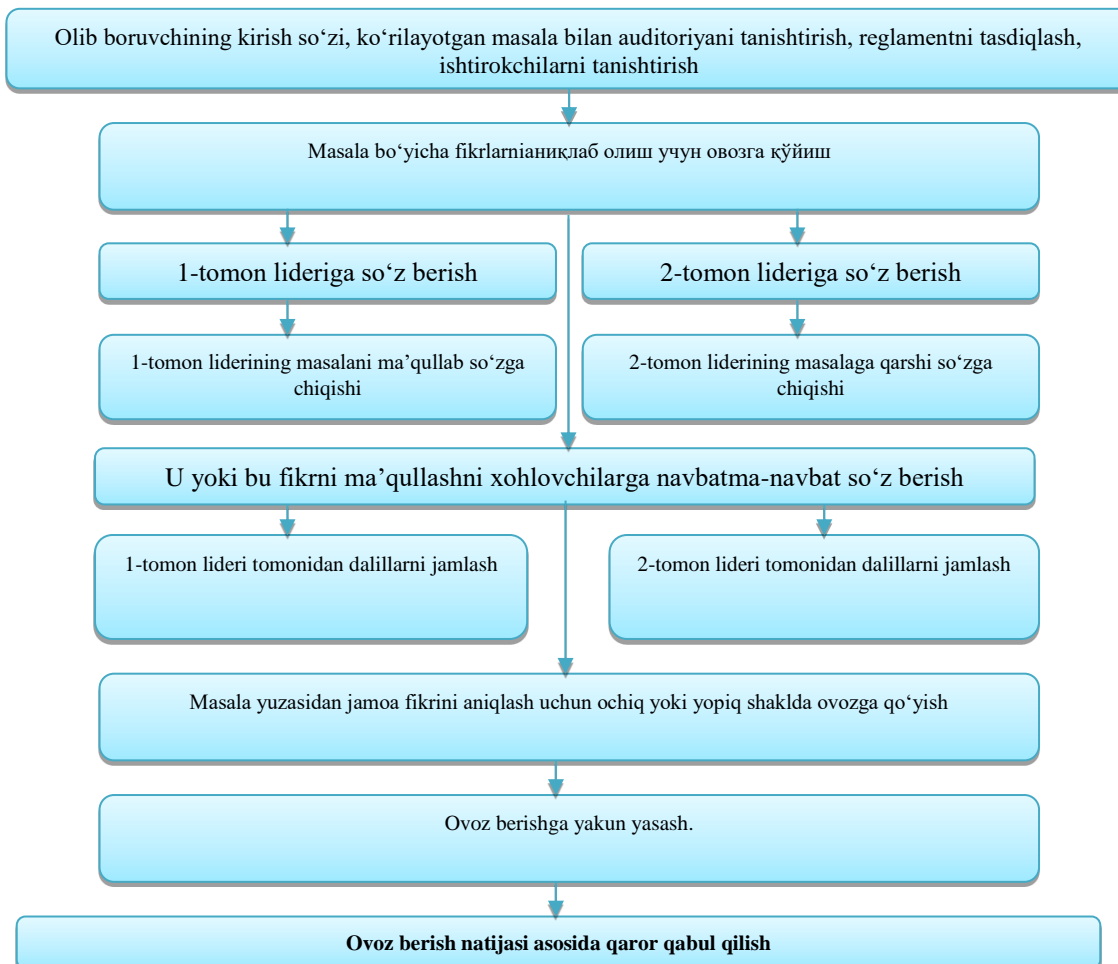 Olib boruvchining kirish so‘zi, ko‘rilayotgan masala bilan auditoriyani tanishtirish, reglamentni tasdiqlash,
ishtirokchilarni tanishtirish
Masala bo‘yicha fikrlarniаниқлаб олиш учун овозга қўйиш
1-tomon lideriga so‘z berish
2-tomon lideriga so‘z berish
1-tomon liderining masalani ma’qullab so‘zga
chiqishi
2-tomon liderining masalaga qarshi so‘zga
chiqishi
U yoki bu fikrni ma’qullashni xohlovchilarga navbatma-navbat so‘z berish
1-tomon lideri tomonidan dalillarni jamlash
2-tomon lideri tomonidan dalillarni jamlash
Masala yuzasidan jamoa fikrini aniqlash uchun ochiq yoki yopiq shaklda ovozga qo‘yish
Ovoz berishga yakun yasash.
Ovoz berish natijasi asosida qaror qabul qilish